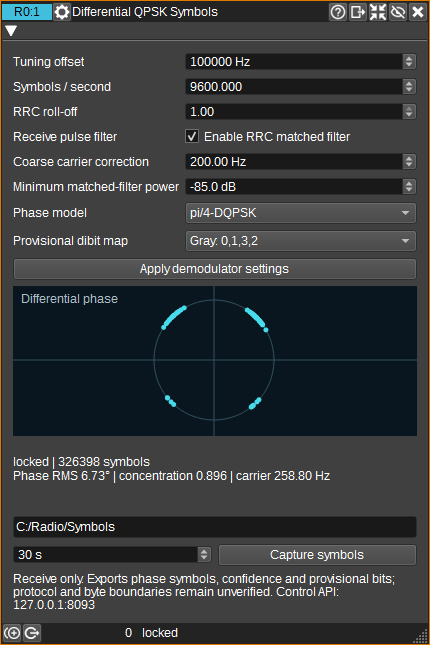 R0:1 Differential QPSK Symbols
Tuning offset 100000 Hz
Symbols / second 9600.000
RRC roll-off 1.00
Receive pulse filter Enable RRC matched filter
Coarse carrier correction 200.00 Hz
Minimum matched-filter power -85.0 dB
Phase model pi/4-DQPSK
Provisional dibit map Gray: 0,1,3,2
Apply demodulator settings
Differential phase
locked | 326398 symbols
Phase RMS 6.73° | concentration 0.896 | carrier 258.80 Hz
C:/Radio/Symbols
30 s Capture symbols
Receive only. Exports phase symbols, confidence and provisional bits;
protocol and byte boundaries remain unverified. Control API:
127.0.0.1:8093
0 locked